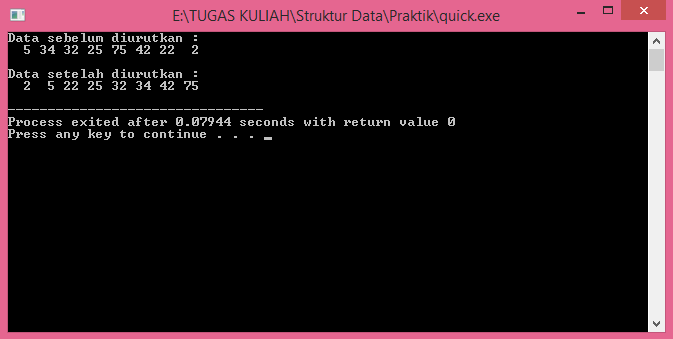 E:\TUGAS KULIAH\Struktur Data\Praktik\quick.exe
Data sebelum diurutkan :
  5 34 32 25 75 42 22  2
Data setelah diurutkan :
  2  5 22 25 32 34 42 75
--------------------------------
Process exited after 0.07944 seconds with return value 0
Press any key to continue . . . _